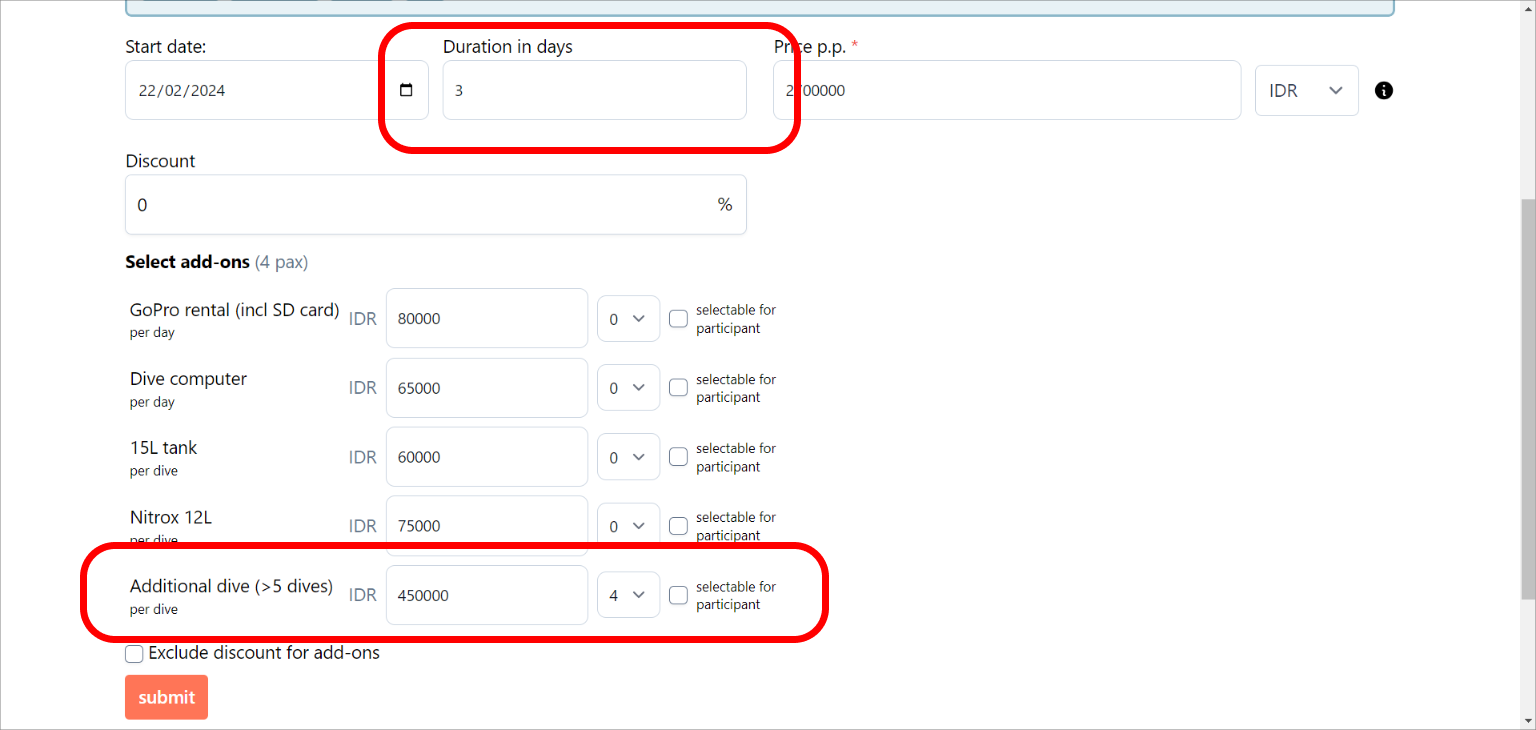 Start date:
Duration in days
Price p.p. *
22/02/2024
3
2700000
IDR
Discount
0
%
Select add-ons (4 pax)
GoPro rental (incl SD card)
per day
IDR
80000
0
selectable for
participant
Dive computer
per day
IDR
65000
0
selectable for
participant
15L tank
per dive
IDR
60000
0
selectable for
participant
Nitrox 12L
per dive
IDR
75000
0
selectable for
participant
Additional dive (>5 dives)
per dive
IDR
450000
4
selectable for
participant
Exclude discount for add-ons
submit